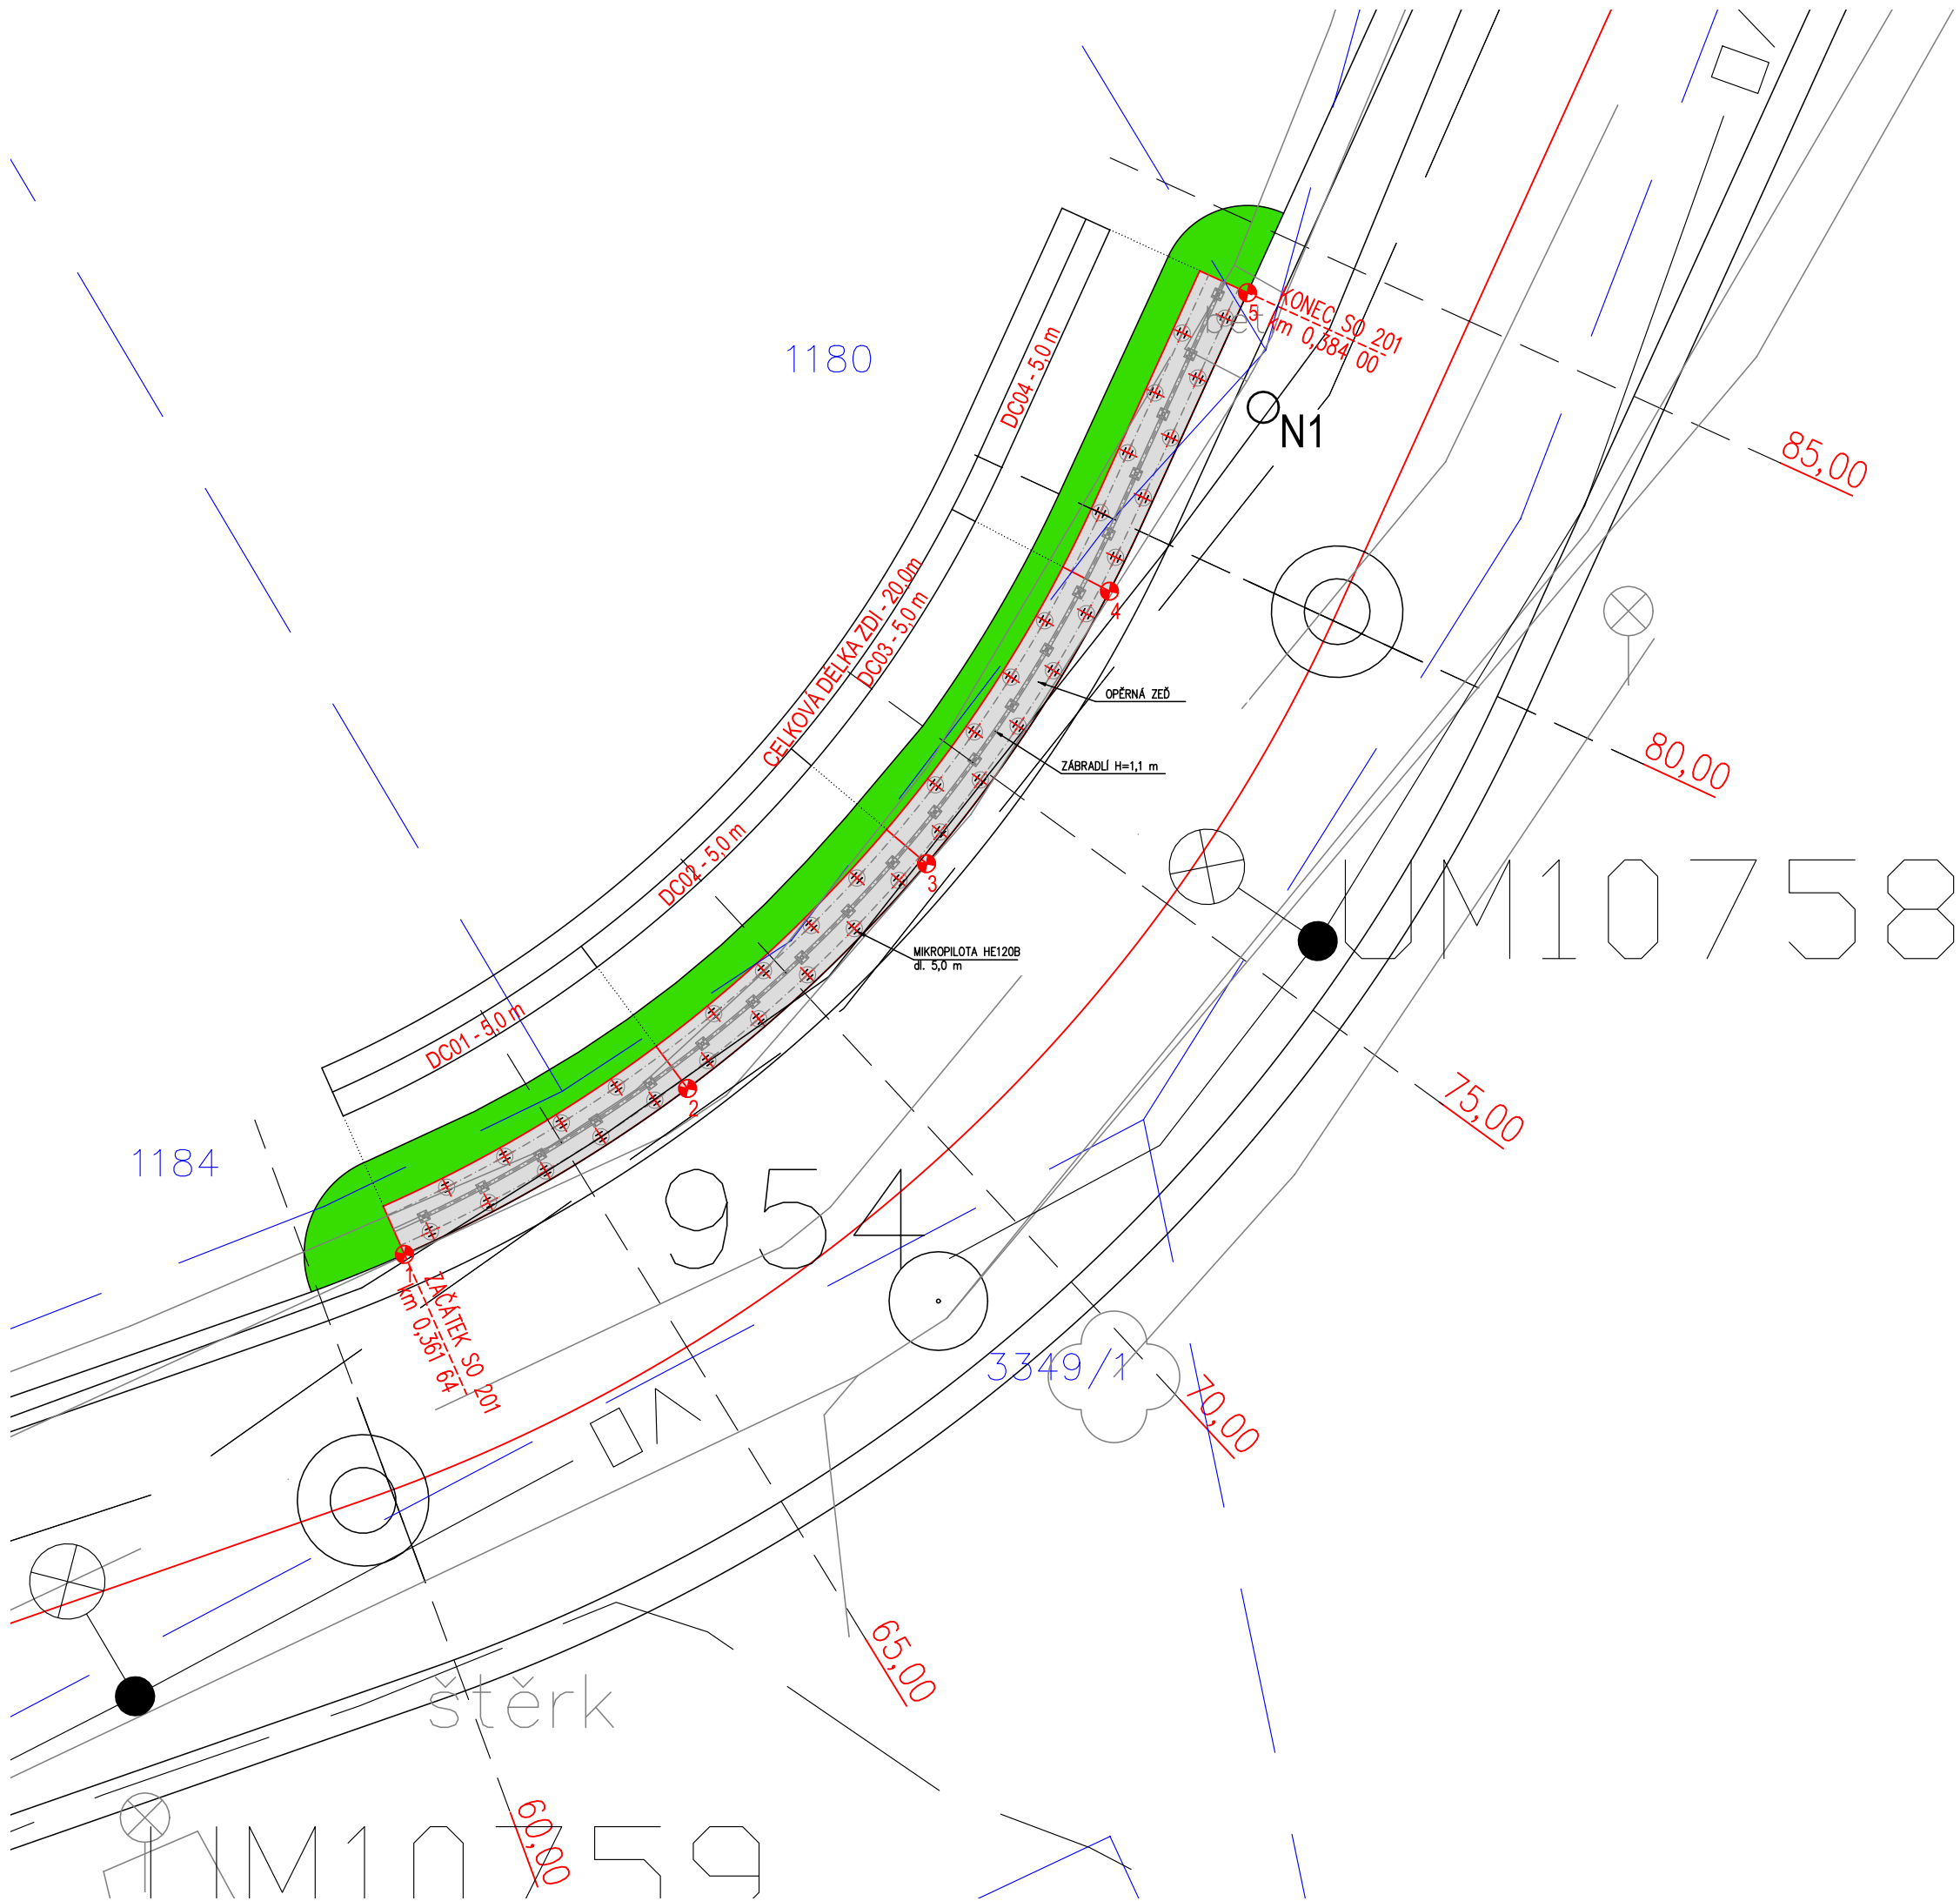 1180
DC04 - 5,0 m
5
KONEC SO 201
km 0,384 00
N1
85,00
CELKOVÁ DÉLKA ZDI - 20,0m
DC03 - 5,0 m
4
OPĚRNÁ ZEĎ
80,00
ZÁBRADLÍ H=1,1 m
DC02 - 5,0 m
3
UM10758
MIKROPILOTA HE120B
dl. 5,0 m
DC01 - 5,0 m
2
75,00
1184
954
1
ZAČÁTEK SO 201
km 0,361 64
3349/1
70,00
65,00
štěrk
60,00
UM10759